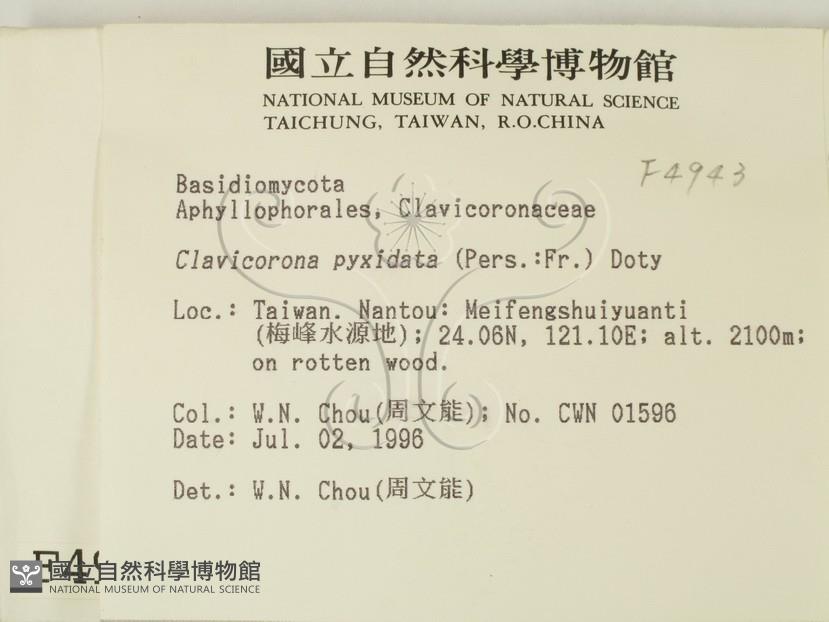 國立自然科學博物館
NATIONAL MUSEUM OF NATURAL SCIENCE
TAICHUNG, TAIWAN, R.O.CHINA
F4943
Basidiomycota
Aphyllophorales, Clavicoronaceae
Clavicorona pyxidata (Pers.:Fr.) Doty
Loc.: Taiwan. Nantou: Meifengshuiyuanti
(梅峰水源地); 24.06N, 121.10E; alt. 2100m;
on rotten wood.
Col.: W.N. Chou(周文能); No. CWN 01596
Date: Jul. 02, 1996
Det.: W.N. Chou(周文能)
國立自然科學博物館
NATIONAL MUSEUM OF NATURAL SCIENCE